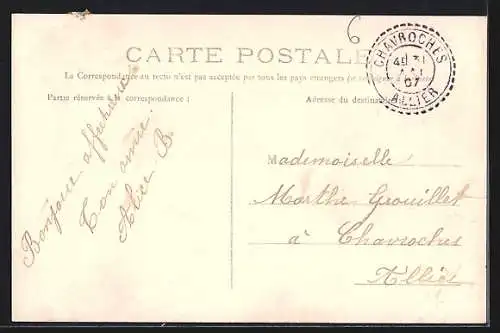 6
CARTE POSTALE
La Correspondance au recto n'est pas acceptée par tous les pays étrangers
Partie réservée à la correspondance :
Adresse du destinataire
CHAVROCHES
07
ALLIER
Bonjour affectueux
Ton amie
Alice B.
Mademoiselle
Marthe Grouillet
à Chavroches
Allier